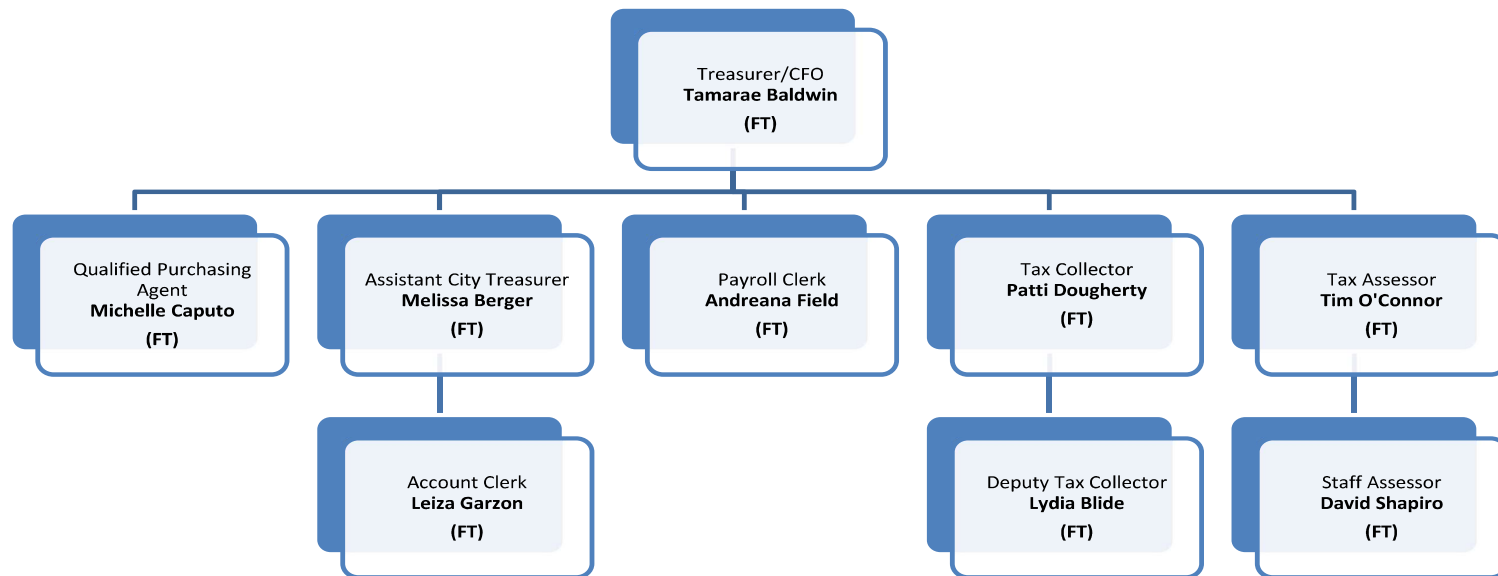 Treasurer/CFO
Tamarae Baldwin
(FT)
Qualified Purchasing
Agent
Michelle Caputo
(FT)
Assistant City Treasurer
Melissa Berger
(FT)
Payroll Clerk
Andreana Field
(FT)
Tax Collector
Patti Dougherty
(FT)
Tax Assessor
Tim O'Connor
(FT)
Account Clerk
Leiza Garzon
(FT)
Deputy Tax Collector
Lydia Blide
(FT)
Staff Assessor
David Shapiro
(FT)